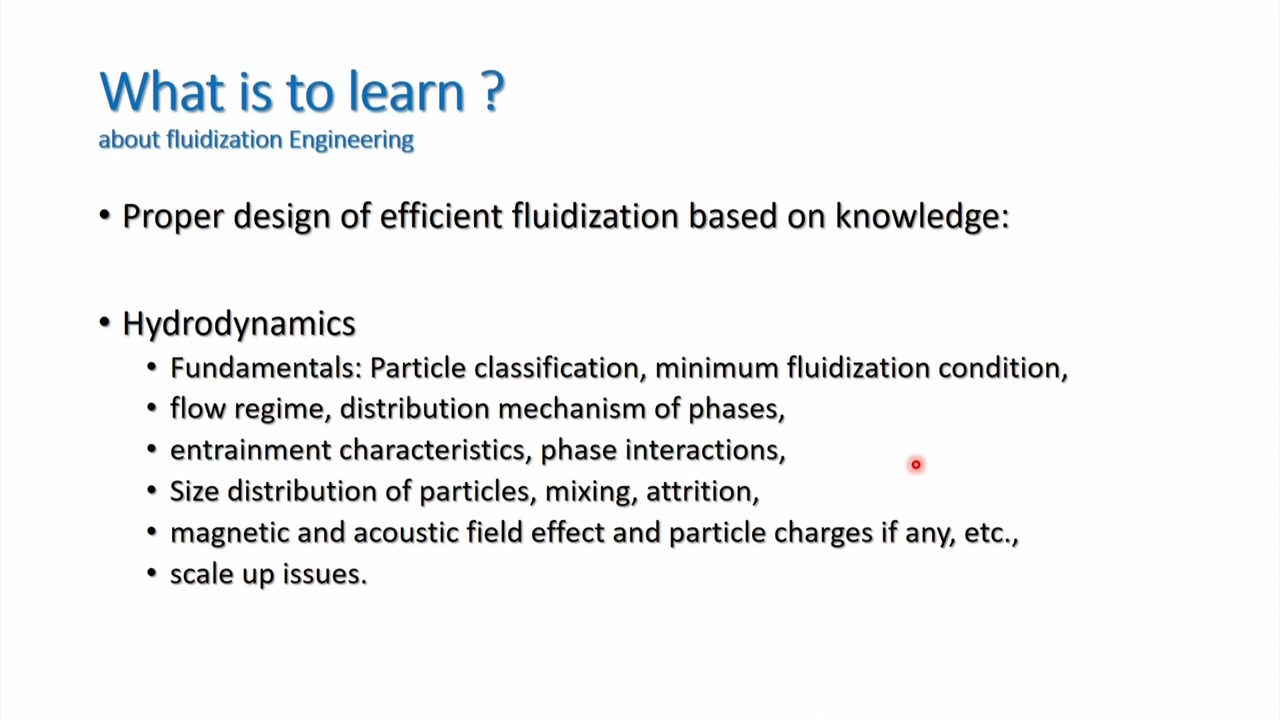 What is to learn ?
about fluidization Engineering
• Proper design of efficient fluidization based on knowledge:
• Hydrodynamics
• Fundamentals: Particle classification, minimum fluidization condition,
• flow regime, distribution mechanism of phases,
• entrainment characteristics, phase interactions,
• Size distribution of particles, mixing, attrition,
• magnetic and acoustic field effect and particle charges if any, etc.,
• scale up issues.